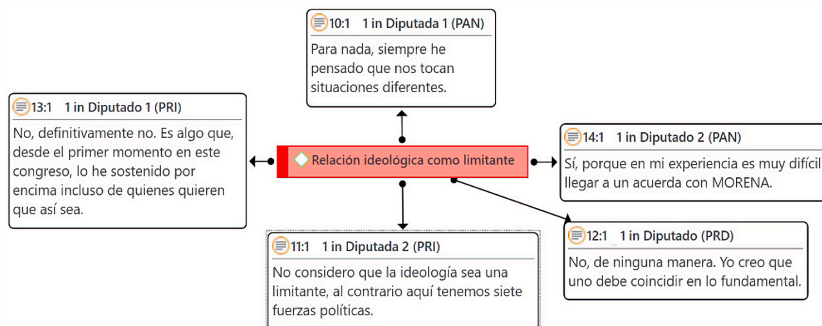 10:1 1 in Diputada 1 (PAN)
Para nada, siempre he
pensado que nos tocan
situaciones diferentes.
13:1 1 in Diputado 1 (PRI)
No, definitivamente no. Es algo que,
desde el primer momento en este
congreso, lo he sostenido por
encima incluso de quienes quieren
que así sea.
Relación ideológica como limitante
14:1 1 in Diputado 2 (PAN)
Sí, porque en mi experiencia es muy difícil
llegar a un acuerda con MORENA.
11:1 1 in Diputada 2 (PRI)
No considero que la ideología sea una
limitante, al contrario aquí tenemos siete
fuerzas políticas.
12:1 1 in Diputado (PRD)
No, de ninguna manera. Yo creo que
uno debe coincidir en lo fundamental.